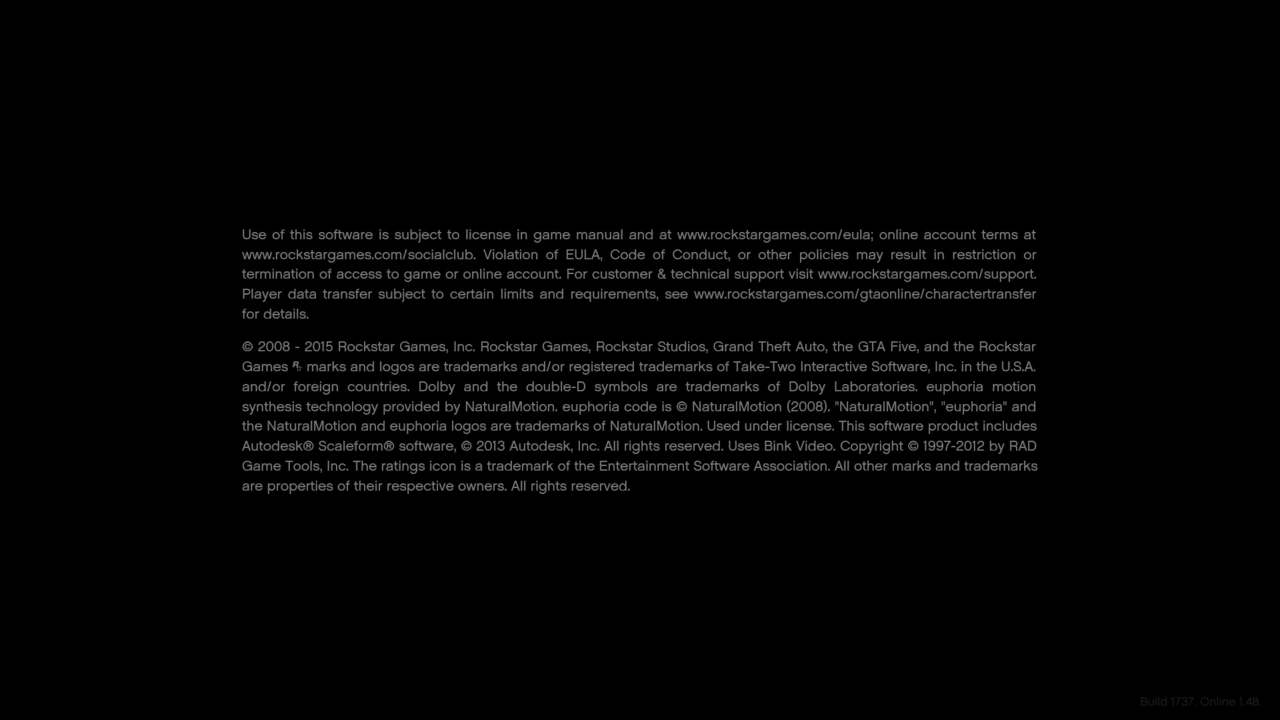 Use of this software is subject to license in game manual and at www.rockstargames.com/eula; online account terms at
www.rockstargames.com/socialclub. Violation of EULA, Code of Conduct, or other policies may result in restriction or
termination of access to game or online account. For customer & technical support visit www.rockstargames.com/support.
Player data transfer subject to certain limits and requirements, see www.rockstargames.com/gtaonline/charactertransfer
for details.
© 2008 - 2015 Rockstar Games, Inc. Rockstar Games, Rockstar Studios, Grand Theft Auto, the GTA Five, and the Rockstar
Games R* marks and logos are trademarks and/or registered trademarks of Take-Two Interactive Software, Inc. in the U.S.A.
and/or foreign countries. Dolby and the double-D symbols are trademarks of Dolby Laboratories. euphoria motion
synthesis technology provided by NaturalMotion. euphoria code is © NaturalMotion (2008). "NaturalMotion", "euphoria" and
the NaturalMotion and euphoria logos are trademarks of NaturalMotion. Used under license. This software product includes
Autodesk® Scaleform® software, © 2013 Autodesk, Inc. All rights reserved. Uses Bink Video. Copyright © 1997-2012 by RAD
Game Tools, Inc. The ratings icon is a trademark of the Entertainment Software Association. All other marks and trademarks
are properties of their respective owners. All rights reserved.
Build 1737. Online 1.48.